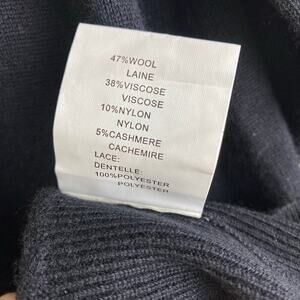 47%WOOL
LAINE
38%VISCOSE
VISCOSE
10%NYLON
NYLON
5%CASHMERE
CACHEMIRE
LACE:
DENTELLE:
100%POLYESTER
POLYESTER